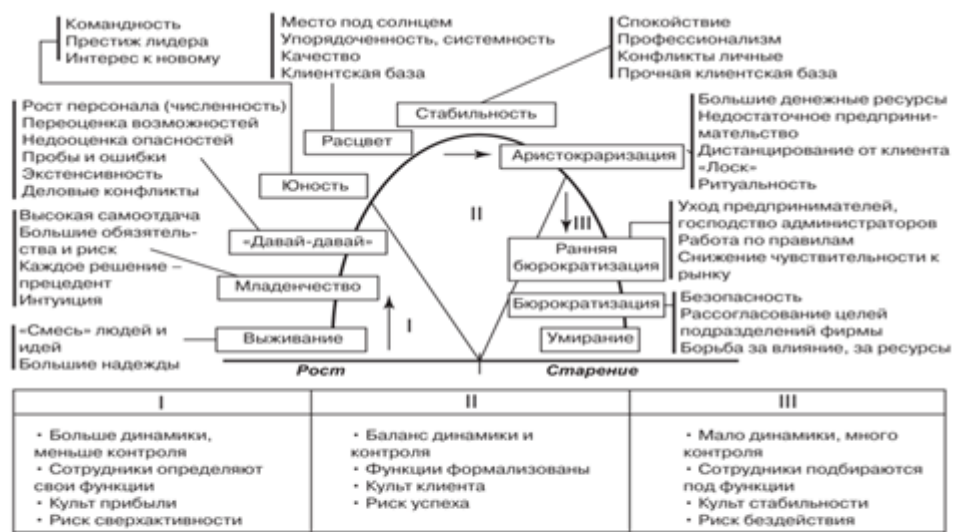 Командность
Престиж лидера
Интерес к новому
Место под солнцем
Упорядоченность, системность
Качество
Клиентская база
Спокойствие
Профессионализм
Конфликты личные
Прочная клиентская база
Рост персонала (численность)
Переоценка возможностей
Недооценка опасностей
Пробы и ошибки
Экстенсивность
Деловые конфликты
Стабильность
Расцвет
Юность
Аристокраризация
Большие денежные ресурсы
Недостаточное предприни-
мательство
Дистанцирование от клиента
«Лоск»
Ритуальность
Высокая самоотдача
Большие обязатель-
ства и риск
Каждое решение –
прецедент
Интуиция
«Давай-давай»
Младенчество
II
III
Ранняя
бюрократизация
Уход предпринимателей,
господство администраторов
Работа по правилам
Снижение чувствительности к
рынку
«Смесь» людей и
идей
Большие надежды
Выживание
I
Бюрократизация
Умирание
Безопасность
Рассогласование целей
подразделений фирмы
Борьба за влияние, за ресурсы
Рост
Старение
I
II
III
· Больше динамики,
меньше контроля
· Сотрудники определяют
свои функции
· Культ прибыли
· Риск сверхактивности
· Баланс динамики и
контроля
· Функции формализованы
· Культ клиента
· Риск успеха
· Мало динамики, много
контроля
· Сотрудники подбираются
под функции
· Культ стабильности
· Риск бездействия